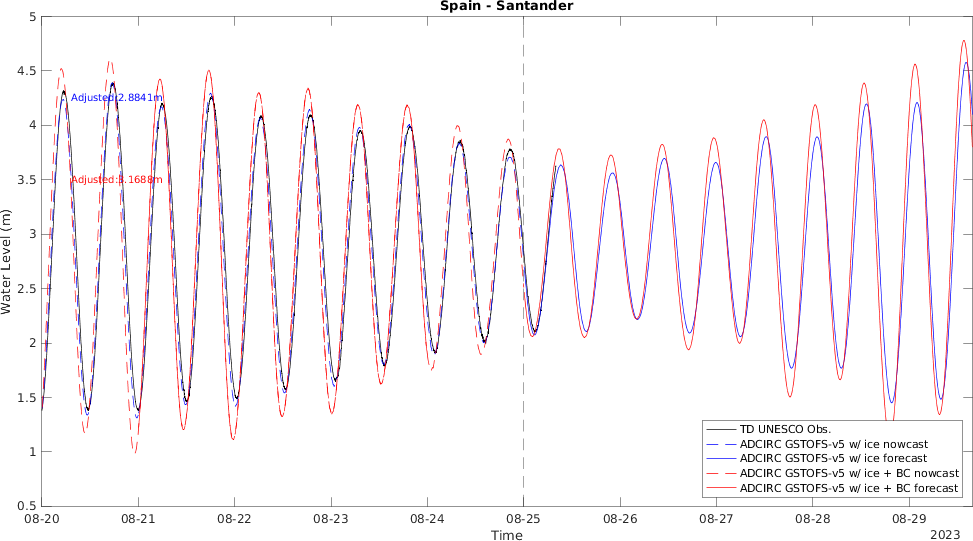 Spain - Santander
5
4.5
4
3.5
3
2.5
2
1.5
1
0.5
Water Level (m)
Adjusted:2.8841m
Adjusted:3.1688m
TD UNESCO Obs.
ADCIRC GSTOFS-v5 w/ ice nowcast
ADCIRC GSTOFS-v5 w/ ice forecast
ADCIRC GSTOFS-v5 w/ ice + BC nowcast
ADCIRC GSTOFS-v5 w/ ice + BC forecast
08-20 08-21 08-22 08-23 08-24 08-25 08-26 08-27 08-28 08-29
Time
2023